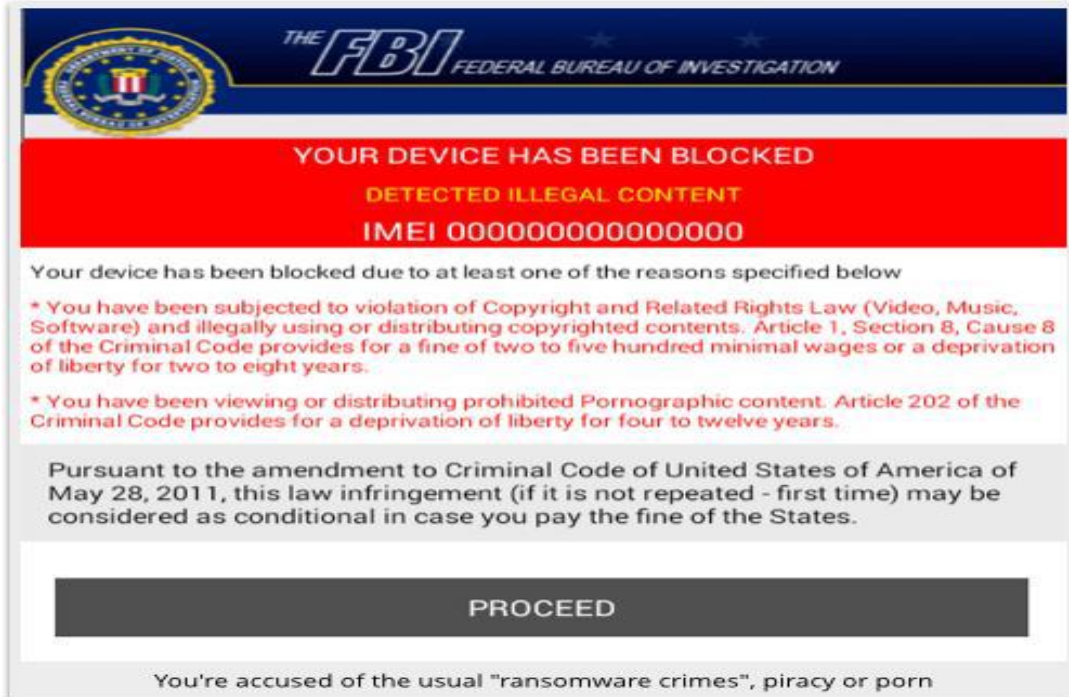 THE FBI FEDERAL BUREAU OF INVESTIGATION
YOUR DEVICE HAS BEEN BLOCKED
DETECTED ILLEGAL CONTENT
IMEI 000000000000000
Your device has been blocked due to at least one of the reasons specified below
* You have been subjected to violation of Copyright and Related Rights Law (Video, Music,
Software) and illegally using or distributing copyrighted contents. Article 1, Section 8, Cause 8
of the Criminal Code provides for a fine of two to five hundred minimal wages or a deprivation
of liberty for two to eight years.
* You have been viewing or distributing prohibited Pornographic content. Article 202 of the
Criminal Code provides for a deprivation of liberty for four to twelve years.
Pursuant to the amendment to Criminal Code of United States of America of
May 28, 2011, this law infringement (if it is not repeated - first time) may be
considered as conditional in case you pay the fine of the States.
PROCEED
You're accused of the usual "ransomware crimes", piracy or porn